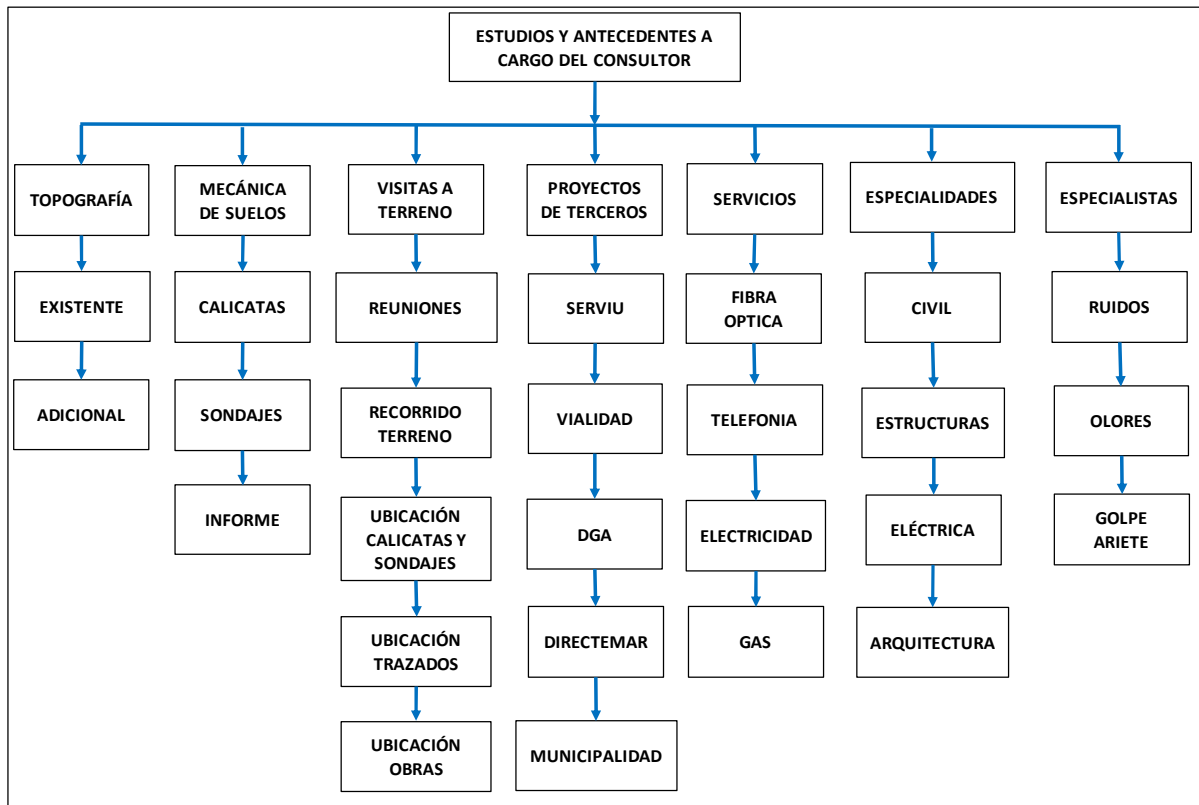 ESTUDIOS Y ANTECEDENTES A
CARGO DEL CONSULTOR
TOPOGRAFÍA
EXISTENTE
ADICIONAL
MECÁNICA
DE SUELOS
CALICATAS
SONDAJES
INFORME
VISITAS A
TERRENO
REUNIONES
RECORRIDO
TERRENO
UBICACIÓN
CALICATAS Y
SONDAJES
UBICACIÓN
TRAZADOS
UBICACIÓN
OBRAS
PROYECTOS
DE TERCEROS
SERVIU
VIALIDAD
DGA
DIRECTEMAR
MUNICIPALIDAD
SERVICIOS
FIBRA
OPTICA
TELEFONIA
ELECTRICIDAD
GAS
ESPECIALIDADES
CIVIL
ESTRUCTURAS
ELÉCTRICA
ARQUITECTURA
ESPECIALISTAS
RUIDOS
OLORES
GOLPE
ARIETE